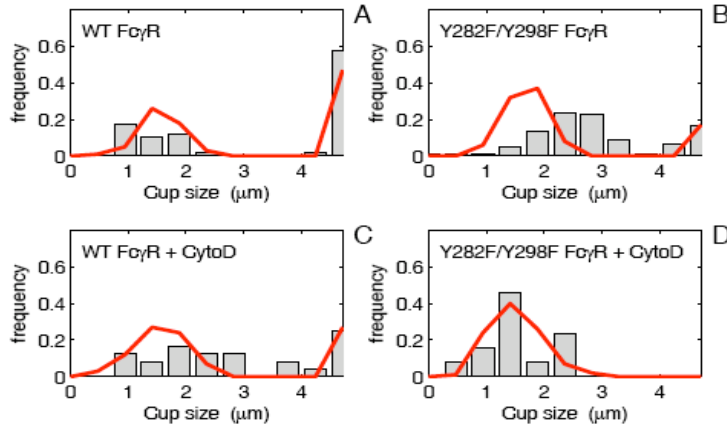 A
WT FcγR
frequency
0.6
0.4
0.2
0
0 1 2 3 4
Cup size (μm)
B
Y282F/Y298F FcγR
frequency
0.6
0.4
0.2
0
0 1 2 3 4
Cup size (μm)
C
WT FcγR + CytoD
frequency
0.6
0.4
0.2
0
0 1 2 3 4
Cup size (μm)
D
Y282F/Y298F FcγR + CytoD
frequency
0.6
0.4
0.2
0
0 1 2 3 4
Cup size (μm)